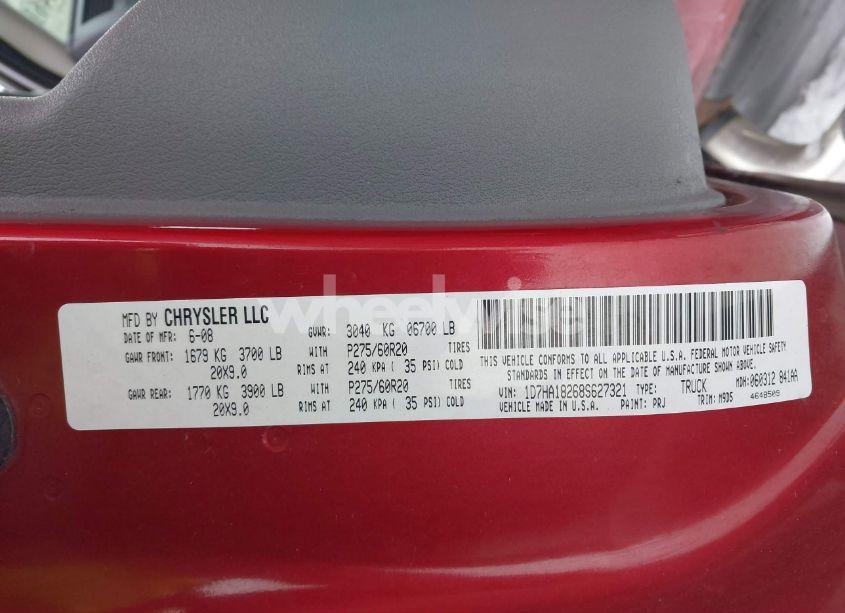 MFD BY CHRYSLER LLC
DATE OF MFR: 6-08
GVWR: 3040 KG 06700 LB
GAWR FRONT: 1679 KG 3700 LB WITH P275/60R20 TIRES
20X9.0 RIMS AT 240 KPA ( 35 PSI) COLD
GAWR REAR: 1770 KG 3900 LB WITH P275/60R20 TIRES
20X9.0 RIMS AT 240 KPA ( 35 PSI) COLD
THIS VEHICLE CONFORMS TO ALL APPLICABLE U.S.A. FEDERAL MOTOR VEHICLE SAFETY
STANDARDS IN EFFECT ON THE DATE OF MANUFACTURE SHOWN ABOVE.
VIN: 1D7HA18268S627321 TYPE: TRUCK MDH: 060312 841AA
VEHICLE MADE IN U.S.A. PAINT: PRJ TRIM: M9D5 4648509
wheelwise